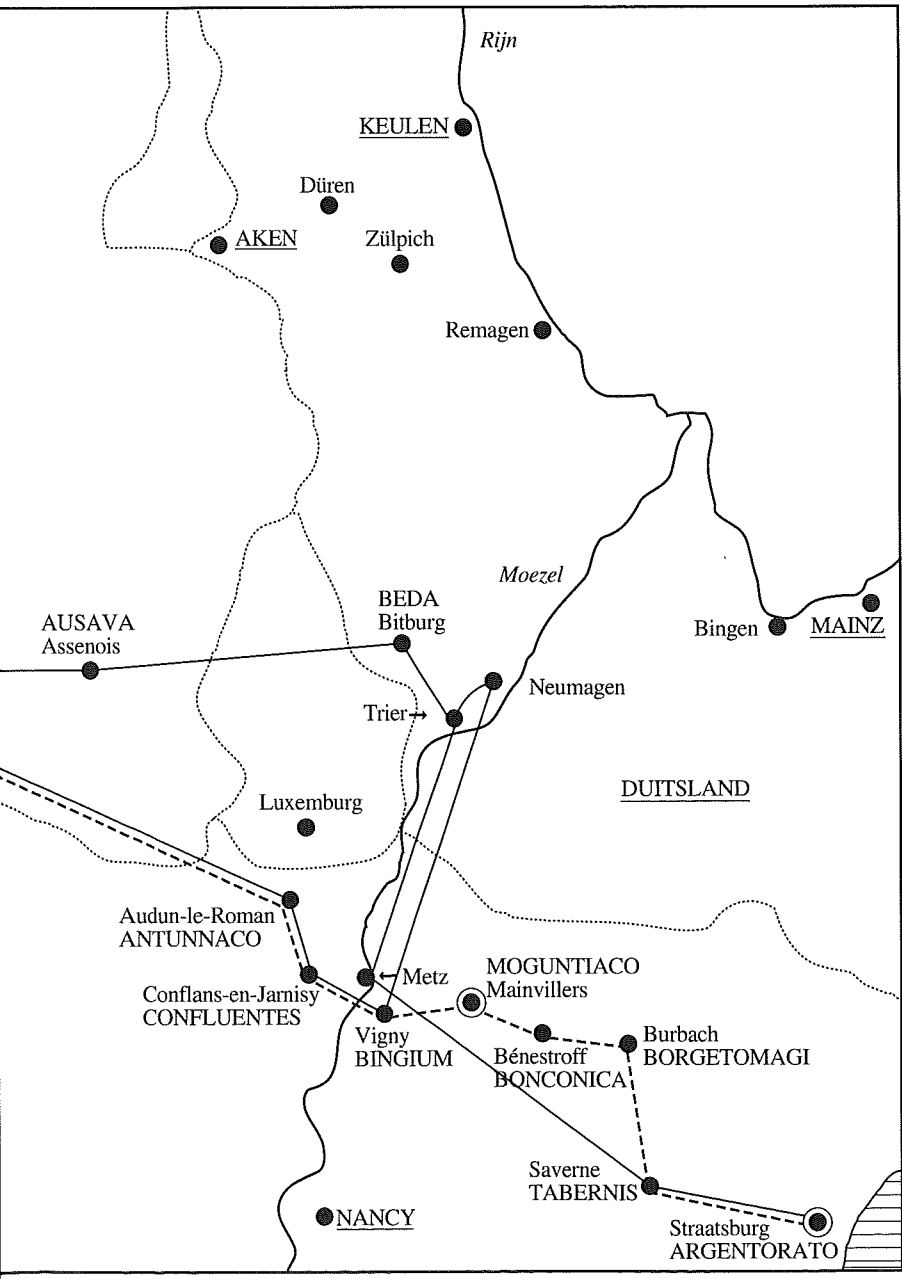 Rijn
KEULEN
Düren
AKEN
Zülpich
Remagen
Moezel
BEDA
Bitburg
AUSAVA
Assenois
Bingen
MAINZ
Neumagen
Trier→
DUITSLAND
Luxemburg
Audun-le-Roman
ANTUNNACO
←Metz
MOGUNTIACO
Mainvillers
Conflans-en-Jarnisy
CONFLUENTES
Vigny
BINGIUM
Bénestroff
BONCONICA
Burbach
BORGETOMAGI
Saverne
TABERNIS
NANCY
Straatsburg
ARGENTORATO